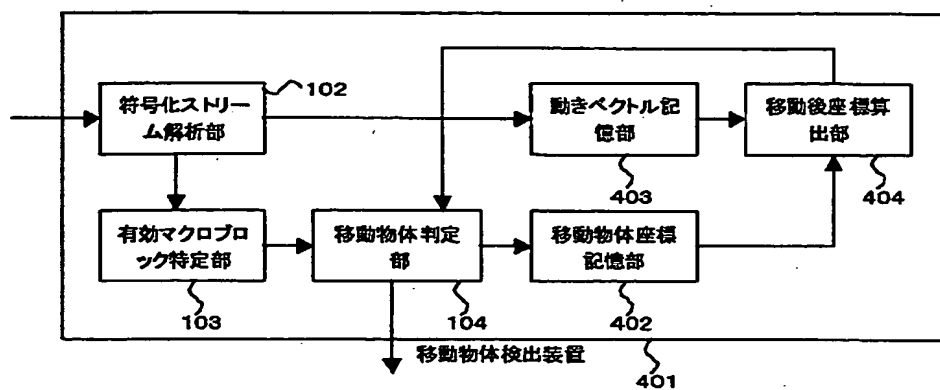 102
符号化ストリー
ム解析部
動きベクトル記
憶部
403
移動後座標算
出部
404
有効マクロブロ
ック特定部
103
移動物体判定
部
104
移動物体座標
記憶部
402
移動物体検出装置
401